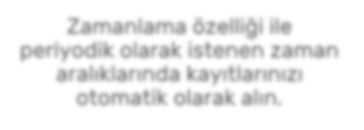 Zamanlama özelliği ile
periyodik olarak istenen zaman
aralıklarında kayıtlarınızı
otomatik olarak alın.